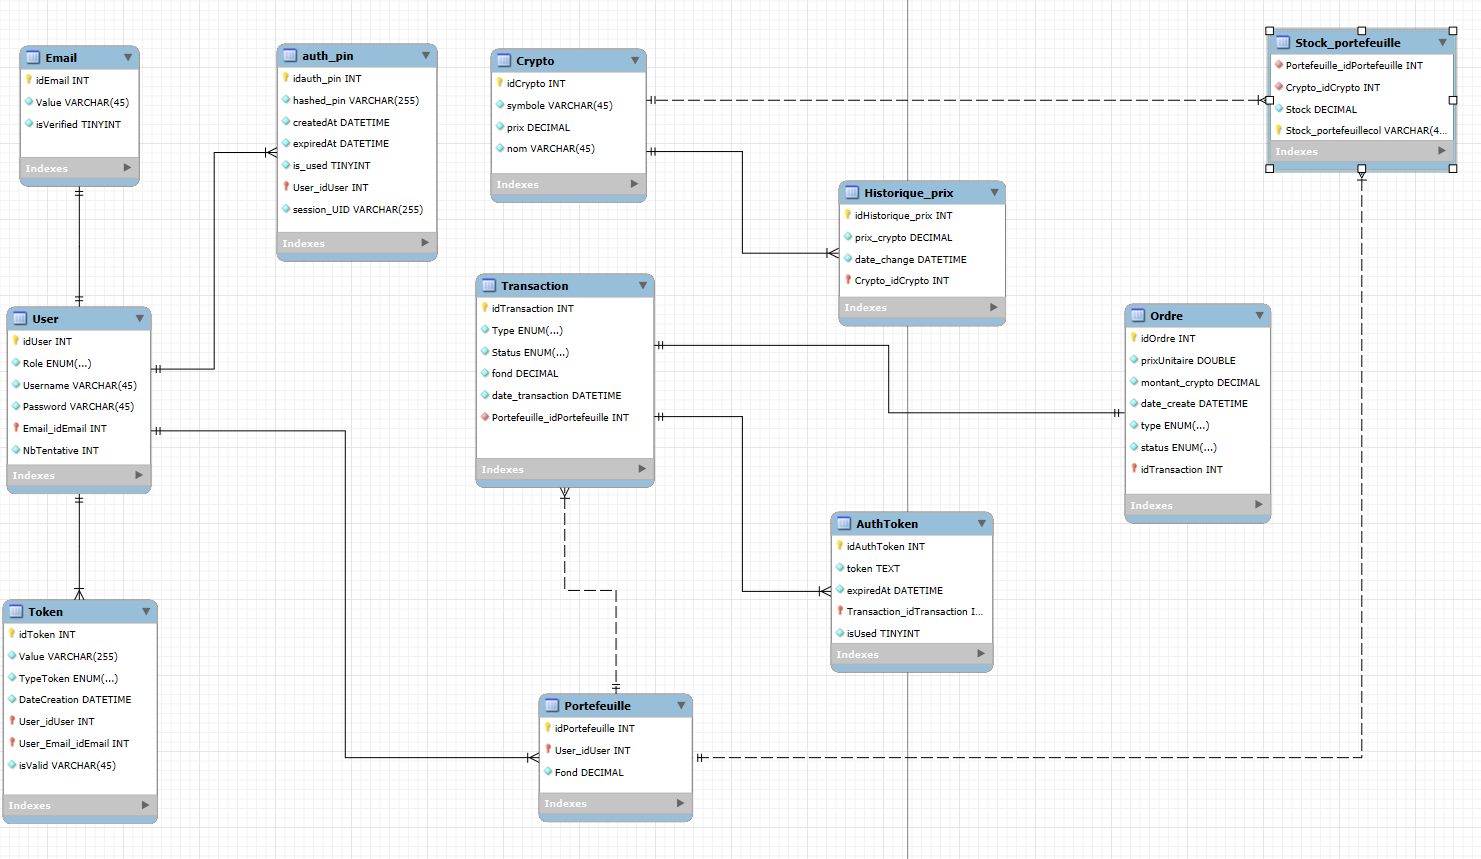 Email
idEmail INT
Value VARCHAR(45)
isVerified TINYINT
Indexes
auth_pin
idauth_pin INT
hashed_pin VARCHAR(255)
createdAt DATETIME
expiredAt DATETIME
is_used TINYINT
User_idUser INT
session_UID VARCHAR(255)
Indexes
Crypto
idCrypto INT
symbole VARCHAR(45)
prix DECIMAL
nom VARCHAR(45)
Indexes
Stock_portefeuille
Portefeuille_idPortefeuille INT
Crypto_idCrypto INT
Stock DECIMAL
Stock_portefeuillecol VARCHAR(4...
Indexes
Historique_prix
idHistorique_prix INT
prix_crypto DECIMAL
date_change DATETIME
Crypto_idCrypto INT
Indexes
Transaction
idTransaction INT
Type ENUM(...)
Status ENUM(...)
fond DECIMAL
date_transaction DATETIME
Portefeuille_idPortefeuille INT
Indexes
User
idUser INT
Role ENUM(...)
Username VARCHAR(45)
Password VARCHAR(45)
Email_idEmail INT
NbTentative INT
Indexes
Ordre
idOrdre INT
prixUnitaire DOUBLE
montant_crypto DECIMAL
date_create DATETIME
type ENUM(...)
status ENUM(...)
idTransaction INT
Indexes
AuthToken
idAuthToken INT
token TEXT
expiredAt DATETIME
Transaction_idTransaction I...
isUsed TINYINT
Indexes
Token
idToken INT
Value VARCHAR(255)
TypeToken ENUM(...)
DateCreation DATETIME
User_idUser INT
User_Email_idEmail INT
isValid VARCHAR(45)
Indexes
Portefeuille
idPortefeuille INT
User_idUser INT
Fond DECIMAL
Indexes